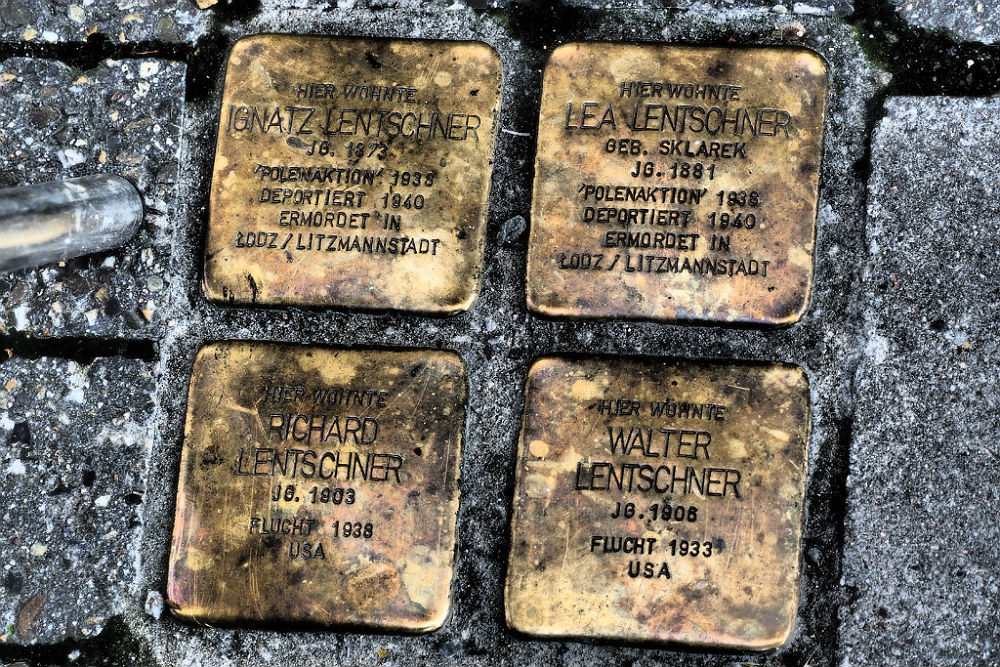 HIER WOHNTE
IGNATZ LENTSCHNER
JG. 1873
'POLENAKTION' 1938
DEPORTIERT 1940
ERMORDET IN
ŁODZ/LITZMANNSTADT
HIER WOHNTE
LEA LENTSCHNER
GEB. SKLAREK
JG. 1881
'POLENAKTION' 1938
DEPORTIERT 1940
ERMORDET IN
ŁODZ/LITZMANNSTADT
HIER WOHNTE
RICHARD
LENTSCHNER
JG. 1903
FLUCHT 1938
USA
HIER WOHNTE
WALTER
LENTSCHNER
JG. 1906
FLUCHT 1933
USA